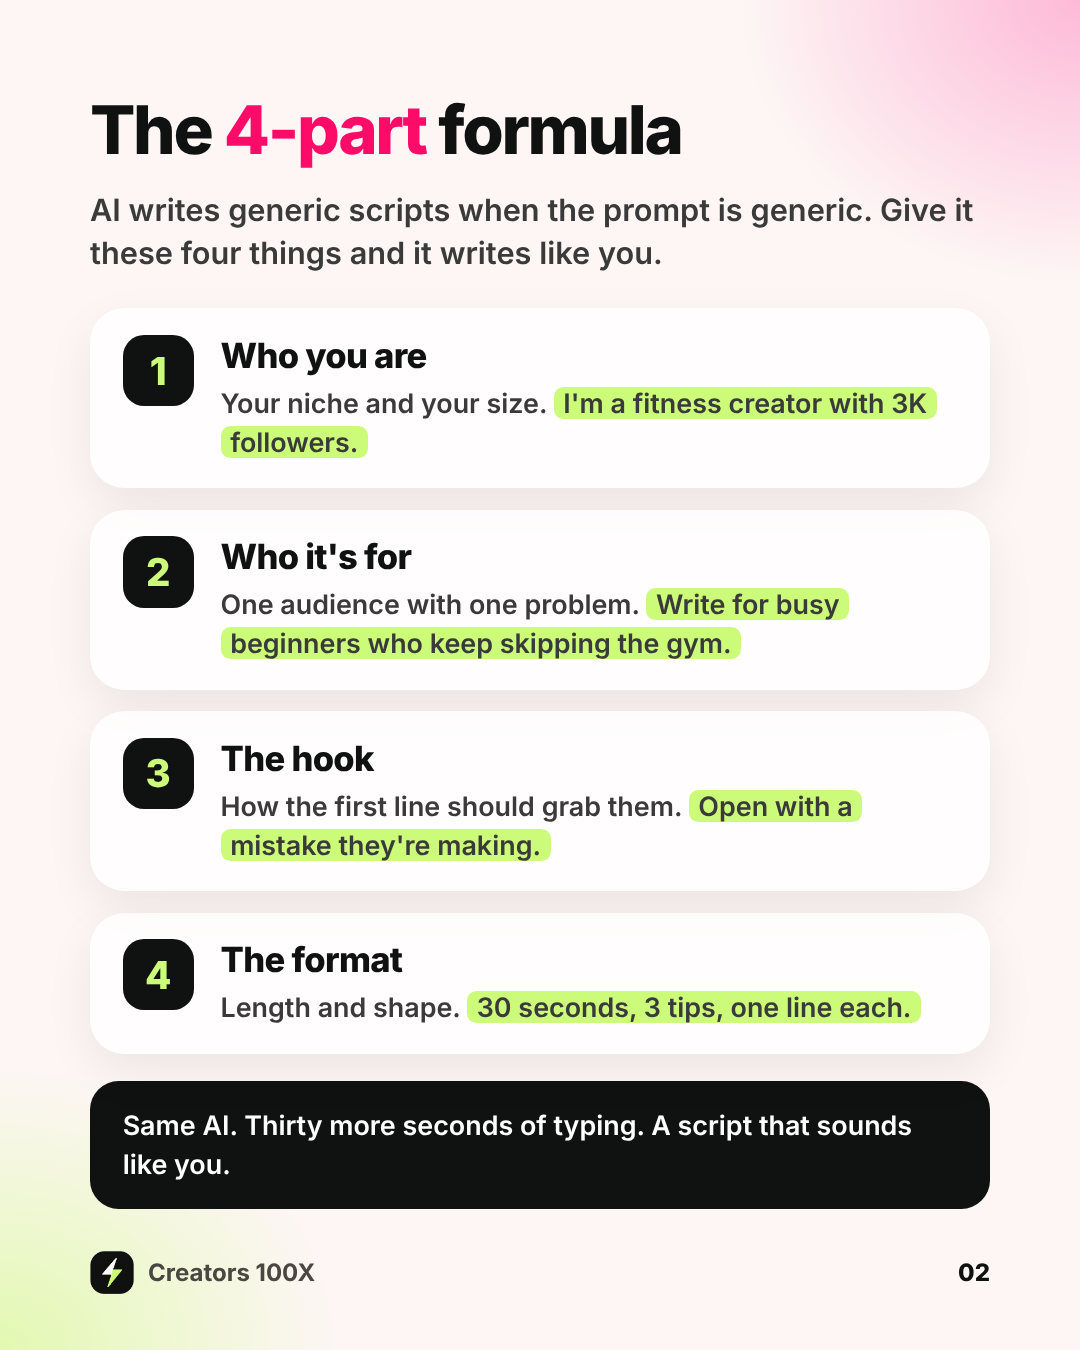 The 4-part formula
AI writes generic scripts when the prompt is generic. Give it
these four things and it writes like you.
1
Who you are
Your niche and your size. I'm a fitness creator with 3K
followers.
2
Who it's for
One audience with one problem. Write for busy
beginners who keep skipping the gym.
3
The hook
How the first line should grab them. Open with a
mistake they're making.
4
The format
Length and shape. 30 seconds, 3 tips, one line each.
Same AI. Thirty more seconds of typing. A script that sounds
like you.
Creators 100X
02